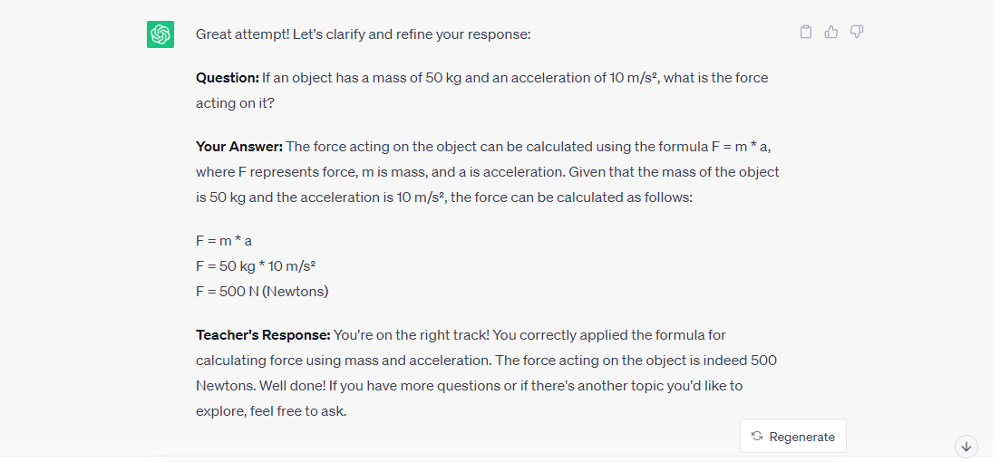 Great attempt! Let's clarify and refine your response:
Question: If an object has a mass of 50 kg and an acceleration of 10 m/s², what is the force
acting on it?
Your Answer: The force acting on the object can be calculated using the formula F = m * a,
where F represents force, m is mass, and a is acceleration. Given that the mass of the object
is 50 kg and the acceleration is 10 m/s², the force can be calculated as follows:
F = m * a
F = 50 kg * 10 m/s²
F = 500 N (Newtons)
Teacher's Response: You're on the right track! You correctly applied the formula for
calculating force using mass and acceleration. The force acting on the object is indeed 500
Newtons. Well done! If you have more questions or if there's another topic you'd like to
explore, feel free to ask.
Regenerate